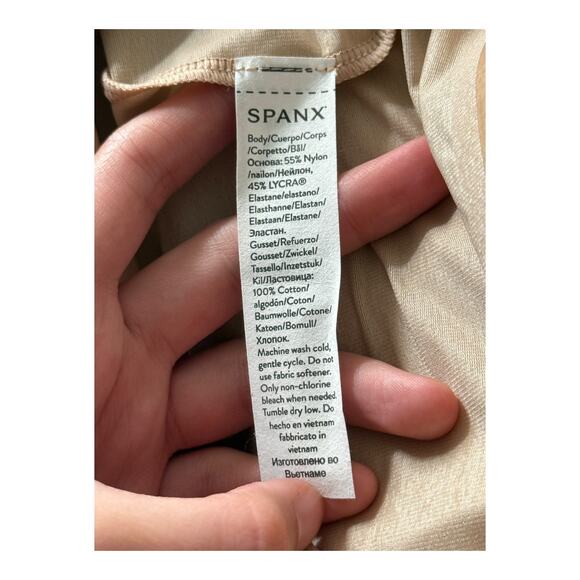 SPANX
Body/Cuerpo/Corps
/Corpetto/Bål/
Основа: 55% Nylon
/nailon/Нейлон,
45% LYCRA®
Elastane/elastano/
Elasthanne/Elastan/
Elastaan/Elastane/
Эластан.
Gusset/Refuerzo/
Gousset/Zwickel/
Tassello/Inzetstuk/
Kil/Ластовица:
100% Cotton/
algodón/Coton/
Baumwolle/Cotone/
Katoen/Bomull/
Хлопок.
Machine wash cold,
gentle cycle. Do not
use fabric softener.
Only non-chlorine
bleach when needed.
Tumble dry low. Do
hecho en vietnam
fabbricato in
vietnam
Изготовлено во
Вьетнаме